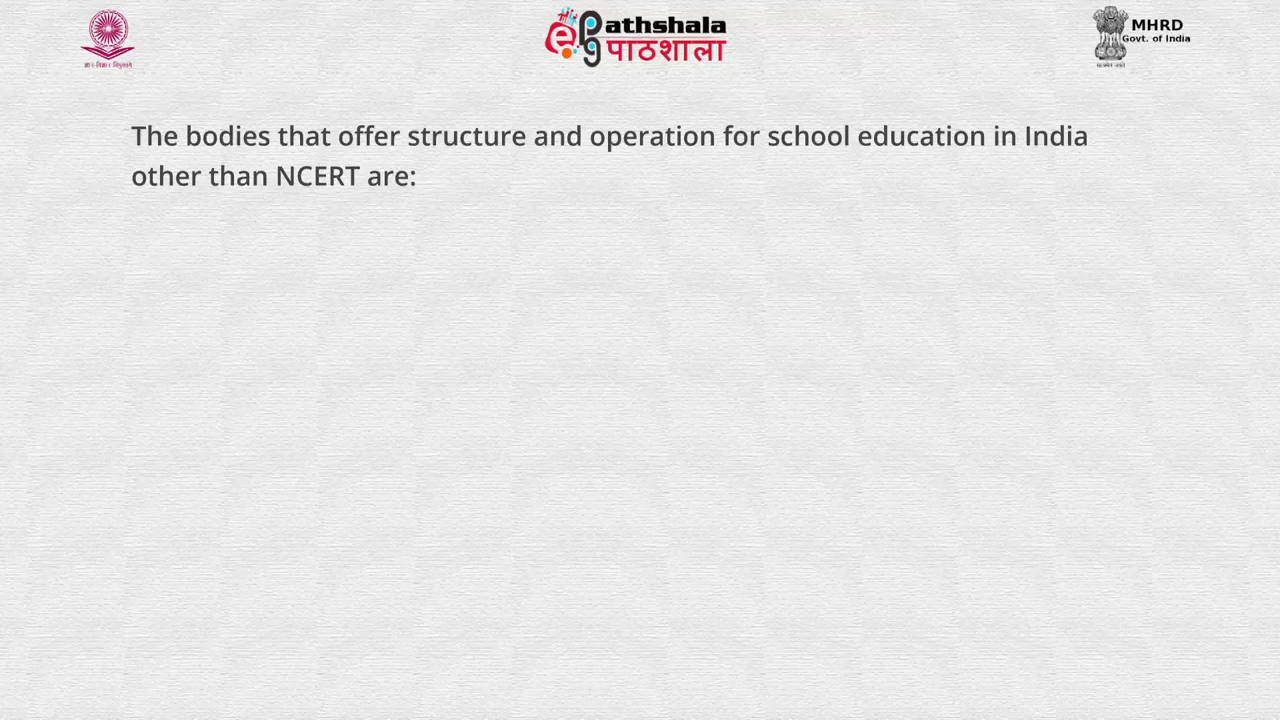 athshala
पाठशाला
MHRD
Govt. of India
The bodies that offer structure and operation for school education in India
other than NCERT are: